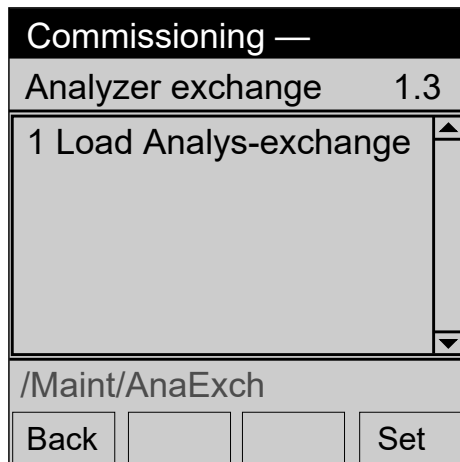 Commissioning —
Analyzer exchange 1.3
1 Load Analys-exchange
/Maint/AnaExch
Back Set